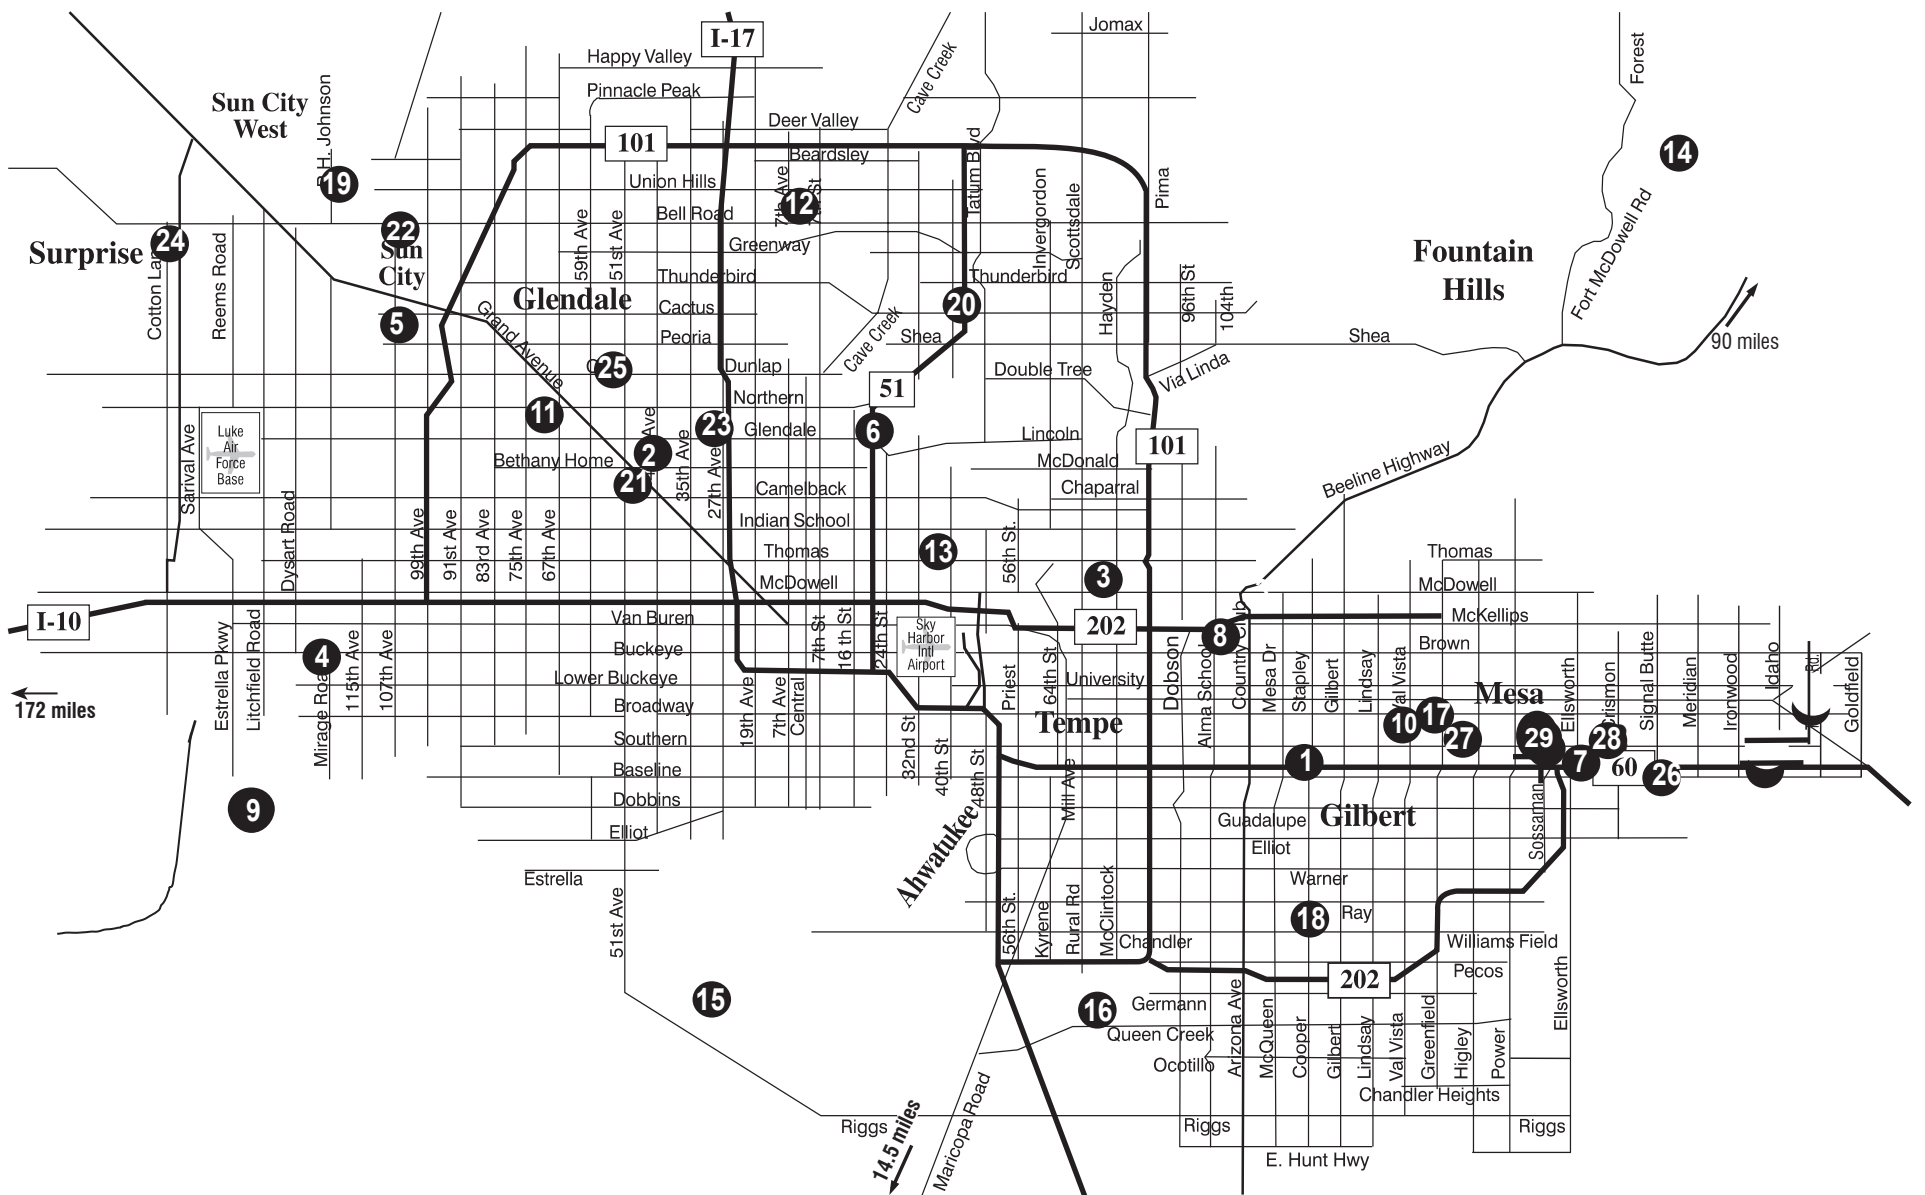 Jomax
I-17
Happy Valley
Cave Creek
Forest
Pinnacle Peak
Sun City
West
R.H. Johnson
Deer Valley
101
Beardsley
Tatum Blvd
14
19
Union Hills
7th Ave
7th St
12
Invergordon
Scottsdale
Pima
Fort McDowell Rd
Bell Road
22
Sun
City
59th Ave
51st Ave
Surprise
24
Cotton Lane
Reems Road
Greenway
Fountain
Hills
Thunderbird
Thunderbird
Hayden
96th St
104th
Glendale
Grand Avenue
Cactus
20
5
Peoria
Cave Creek
Shea
Shea
90 miles
25
Dunlap
Double Tree
Via Linda
51
Northern
11
23
Glendale
6
Lincoln
101
Luke
Air
Force
Base
Sarival Ave
Ave
2
35th Ave
27th Ave
Bethany Home
McDonald
21
Camelback
Chaparral
Beeline Highway
Indian School
Dysart Road
99th Ave
91st Ave
83rd Ave
75th Ave
67th Ave
Thomas
13
56th St.
3
Thomas
McDowell
McDowell
I-10
Van Buren
McKellips
202
8
Estrella Pkwy
Litchfield Road
Buckeye
7th St
16 th St
24th St
Sky
Harbor
Intl
Airport
Brown
4
115th Ave
107th Ave
Lower Buckeye
Priest
64th St
University
Dobson
Alma School
Country Club
Mesa Dr
Stapley
Gilbert
Lindsay
Val Vista
Mesa
Ellsworth
Crismon
Signal Butte
Meridian
Ironwood
Idaho
Rd.
Goldfield
172 miles
Mirage Road
Broadway
19th Ave
7th Ave
Central
Tempe
10
17
27
29
28
Southern
32nd St
40th St
48th St
Baseline
1
7
60
26
9
Dobbins
Mill Ave
Guadalupe
Gilbert
Sossaman
Elliot
Ahwatukee
Elliot
Estrella
Warner
51st Ave
56th St.
Kyrene
Rural Rd
McClintock
18
Ray
Chandler
Williams Field
Pecos
202
15
16
Germann
Queen Creek
Ocotillo
Arizona Ave
McQueen
Cooper
Gilbert
Lindsay
Val Vista
Greenfield
Higley
Power
Ellsworth
Chandler Heights
Riggs
14.5 miles
Maricopa Road
Riggs
Riggs
E. Hunt Hwy